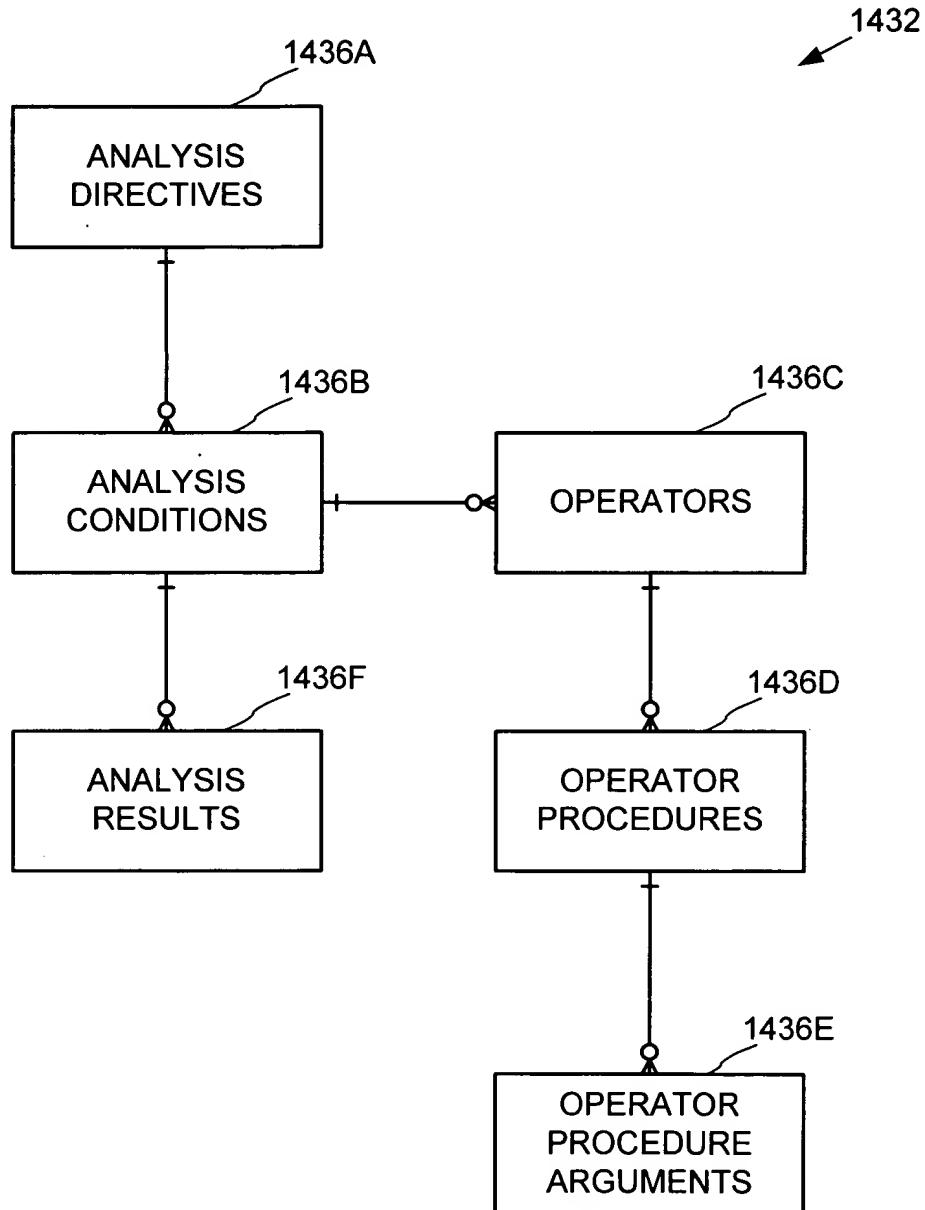 1432
1436A
ANALYSIS
DIRECTIVES
1436B
ANALYSIS
CONDITIONS
1436C
OPERATORS
1436F
ANALYSIS
RESULTS
1436D
OPERATOR
PROCEDURES
1436E
OPERATOR
PROCEDURE
ARGUMENTS